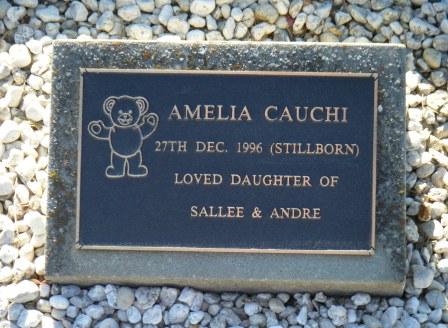 AMELIA CAUCHI
27TH DEC. 1996 (STILLBORN)
LOVED DAUGHTER OF
SALLEE & ANDRE